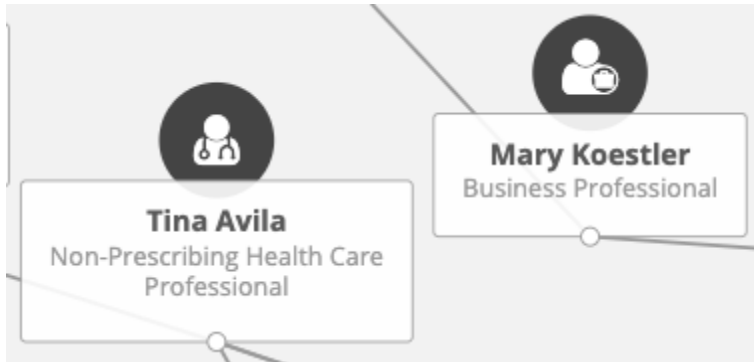 Tina Avila
Non-Prescribing Health Care
Professional
Mary Koestler
Business Professional